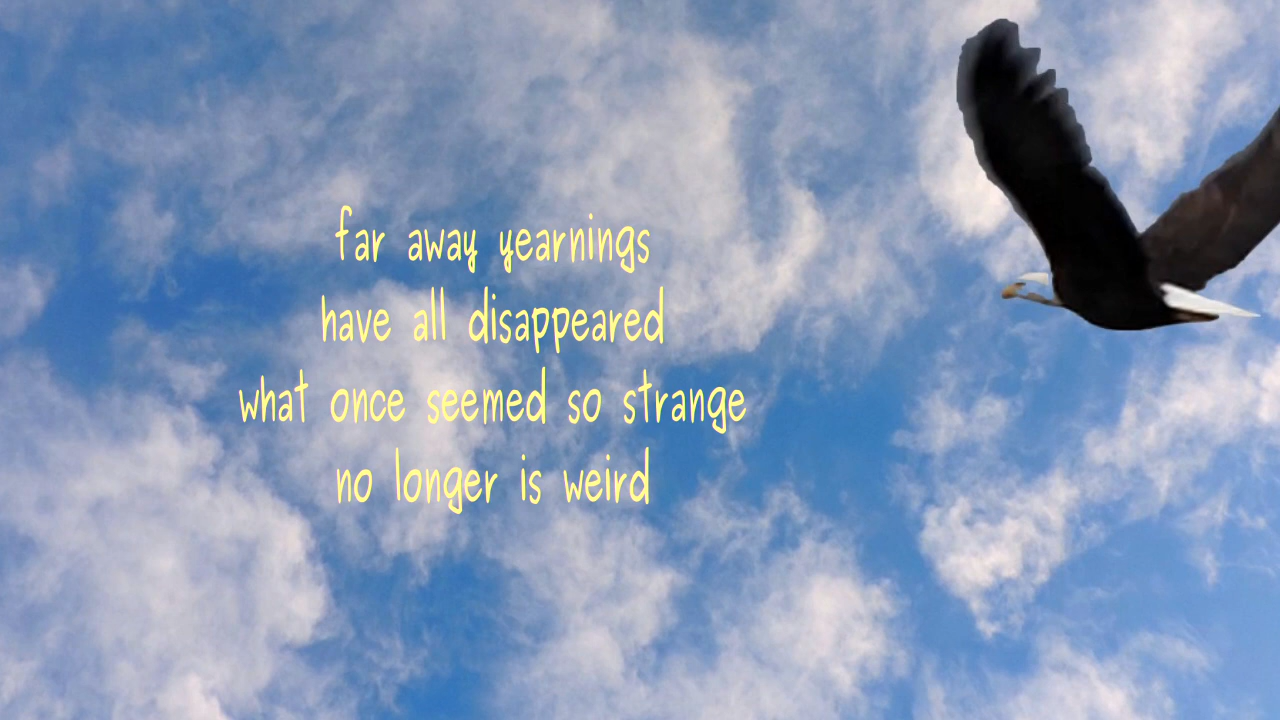 far away yearnings
have all disappeared
what once seemed so strange
no longer is weird